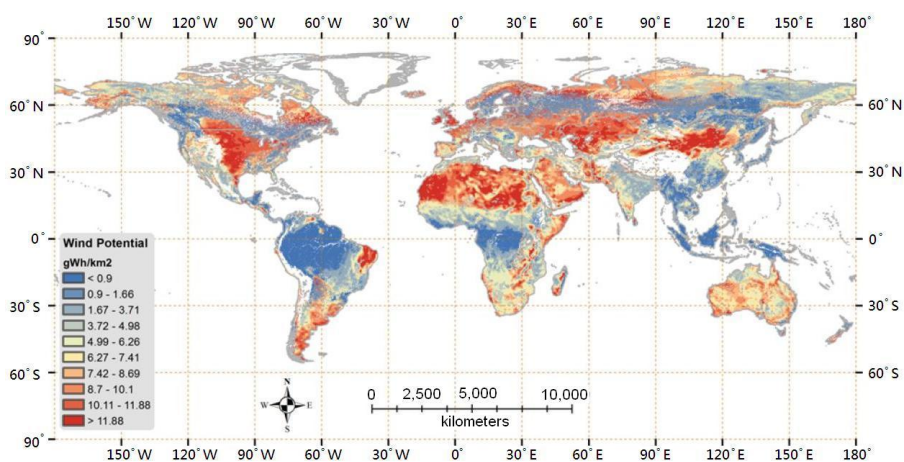 150° W 120° W 90° W 60° W 30° W 0° 30° E 60° E 90° E 120° E 150° E 180°
90°
60° N 60° N
30° N 30° N
0° 0°
30° S 30° S
60° S 60° S
90°
Wind Potential
gWh/km2
< 0.9
0.9 - 1.66
1.67 - 3.71
3.72 - 4.98
4.99 - 6.26
6.27 - 7.41
7.42 - 8.69
8.7 - 10.1
10.11 - 11.88
> 11.88
N
W E
S
0 2,500 5,000 10,000
kilometers
150° W 120° W 90° W 60° W 30° W 0° 30° E 60° E 90° E 120° E 150° E 180°